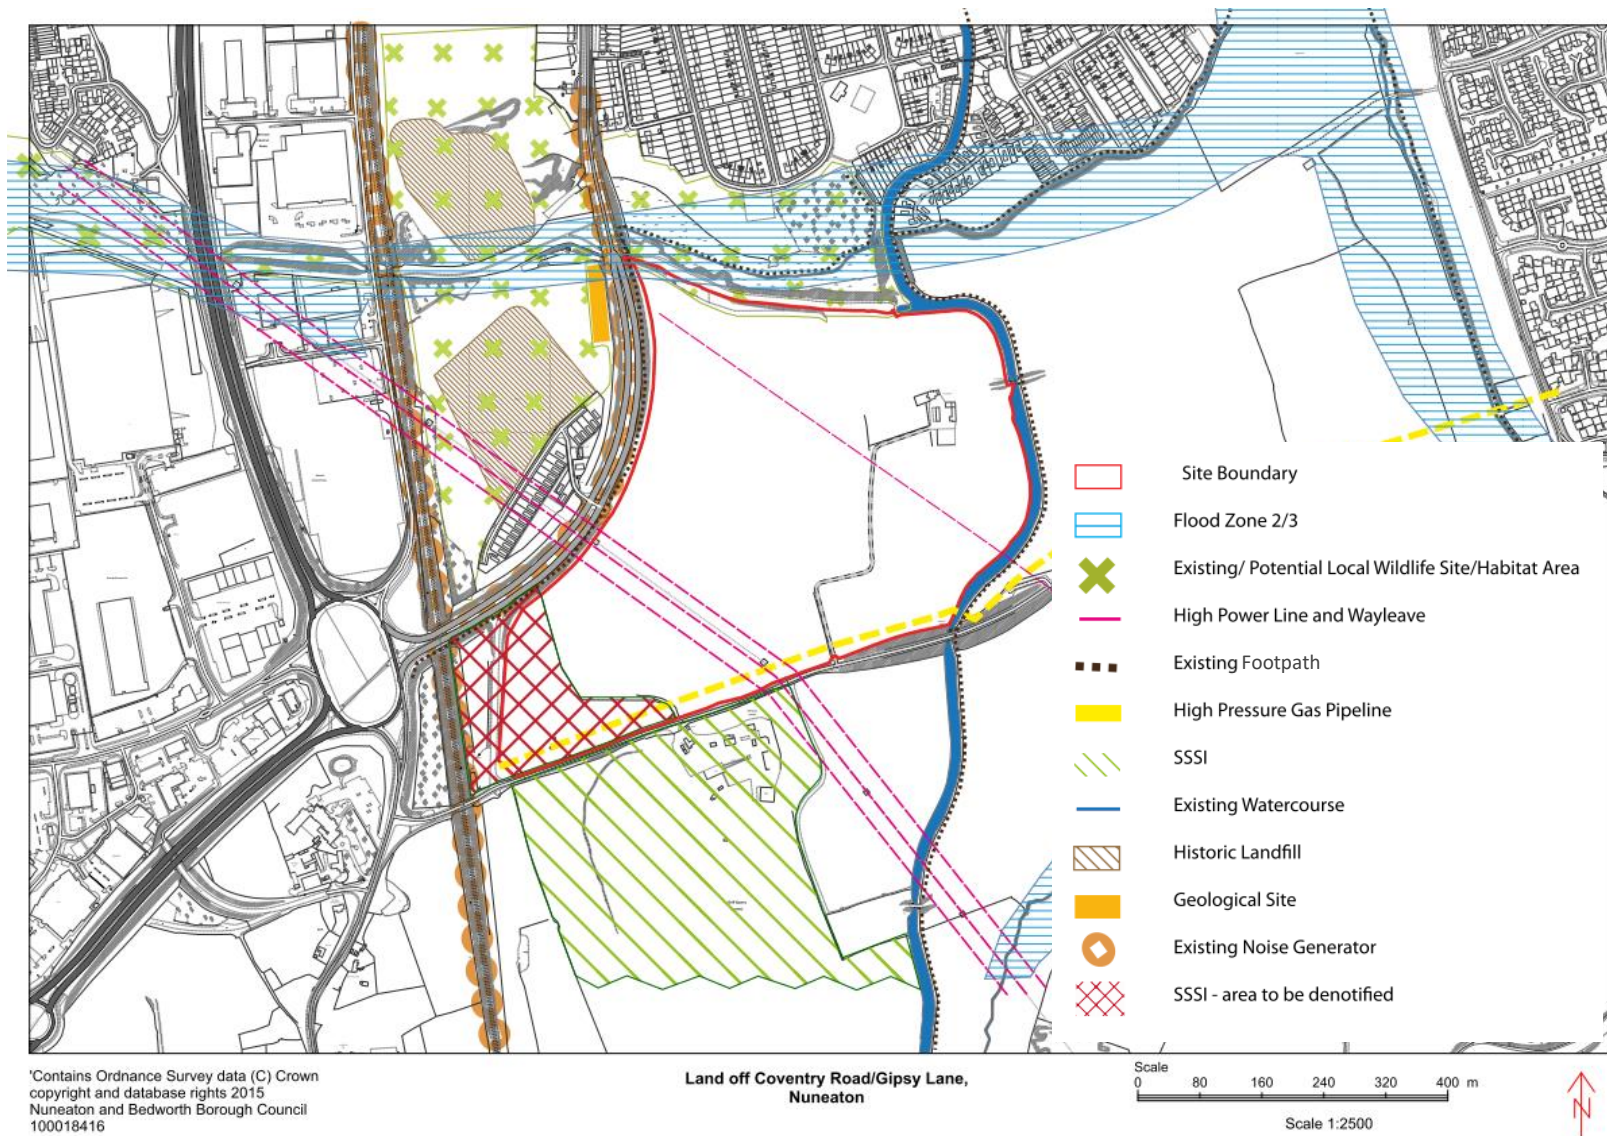 Site Boundary
Flood Zone 2/3
Existing/ Potential Local Wildlife Site/Habitat Area
High Power Line and Wayleave
Existing Footpath
High Pressure Gas Pipeline
SSSI
Existing Watercourse
Historic Landfill
Geological Site
Existing Noise Generator
SSSI - area to be denotified
'Contains Ordnance Survey data (C) Crown
copyright and database rights 2015
Nuneaton and Bedworth Borough Council
100018416
Land off Coventry Road/Gipsy Lane,
Nuneaton
Scale
0 80 160 240 320 400 m
Scale 1:2500
N